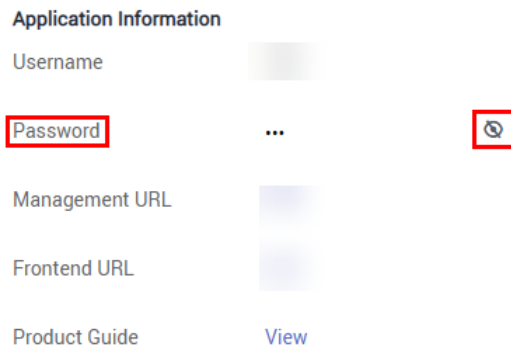 Application Information
Username
Password •••
Management URL
Frontend URL
Product Guide View